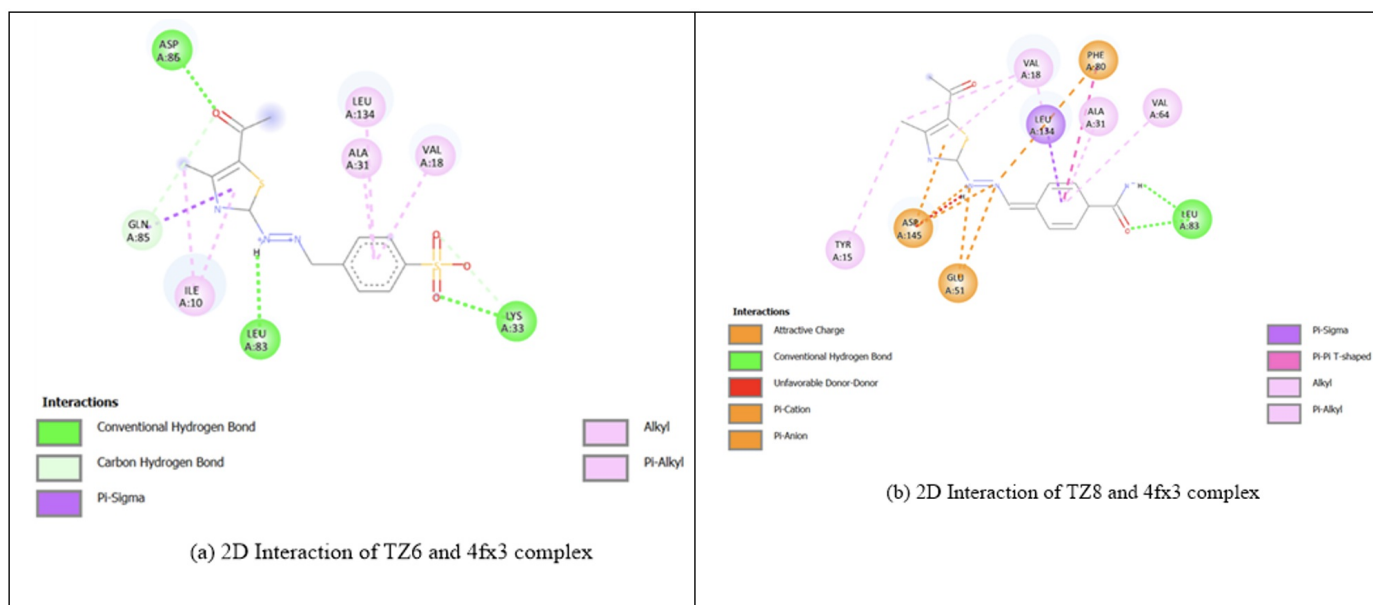 ASP
A:86
LEU
A:134
ALA
A:31
VAL
A:18
GLN
A:85
ILE
A:10
LEU
A:83
LYS
A:33
O
S
N
H
N
N
S
O
O
O
Interactions
Conventional Hydrogen Bond
Carbon Hydrogen Bond
Pi-Sigma
Alkyl
Pi-Alkyl
(a) 2D Interaction of TZ6 and 4fx3 complex
VAL
A:18
PHE
A:80
LEU
A:134
ALA
A:31
VAL
A:64
ASP
A:145
TYR
A:15
GLU
A:51
LEU
A:83
O
S
N
N
N
H
N
H
O
Interactions
Attractive Charge
Conventional Hydrogen Bond
Unfavorable Donor-Donor
Pi-Cation
Pi-Anion
Pi-Sigma
Pi-Pi T-shaped
Alkyl
Pi-Alkyl
(b) 2D Interaction of TZ8 and 4fx3 complex